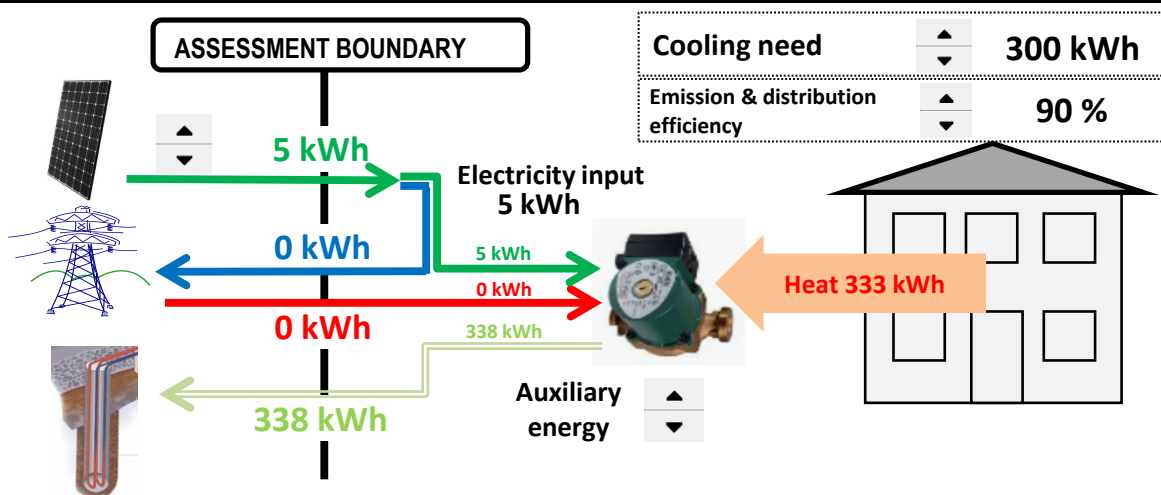 ASSESSMENT BOUNDARY
Cooling need
300 kWh
Emission & distribution
efficiency
90 %
5 kWh
Electricity input
5 kWh
0 kWh
5 kWh
0 kWh
0 kWh
Heat 333 kWh
338 kWh
338 kWh
Auxiliary
energy